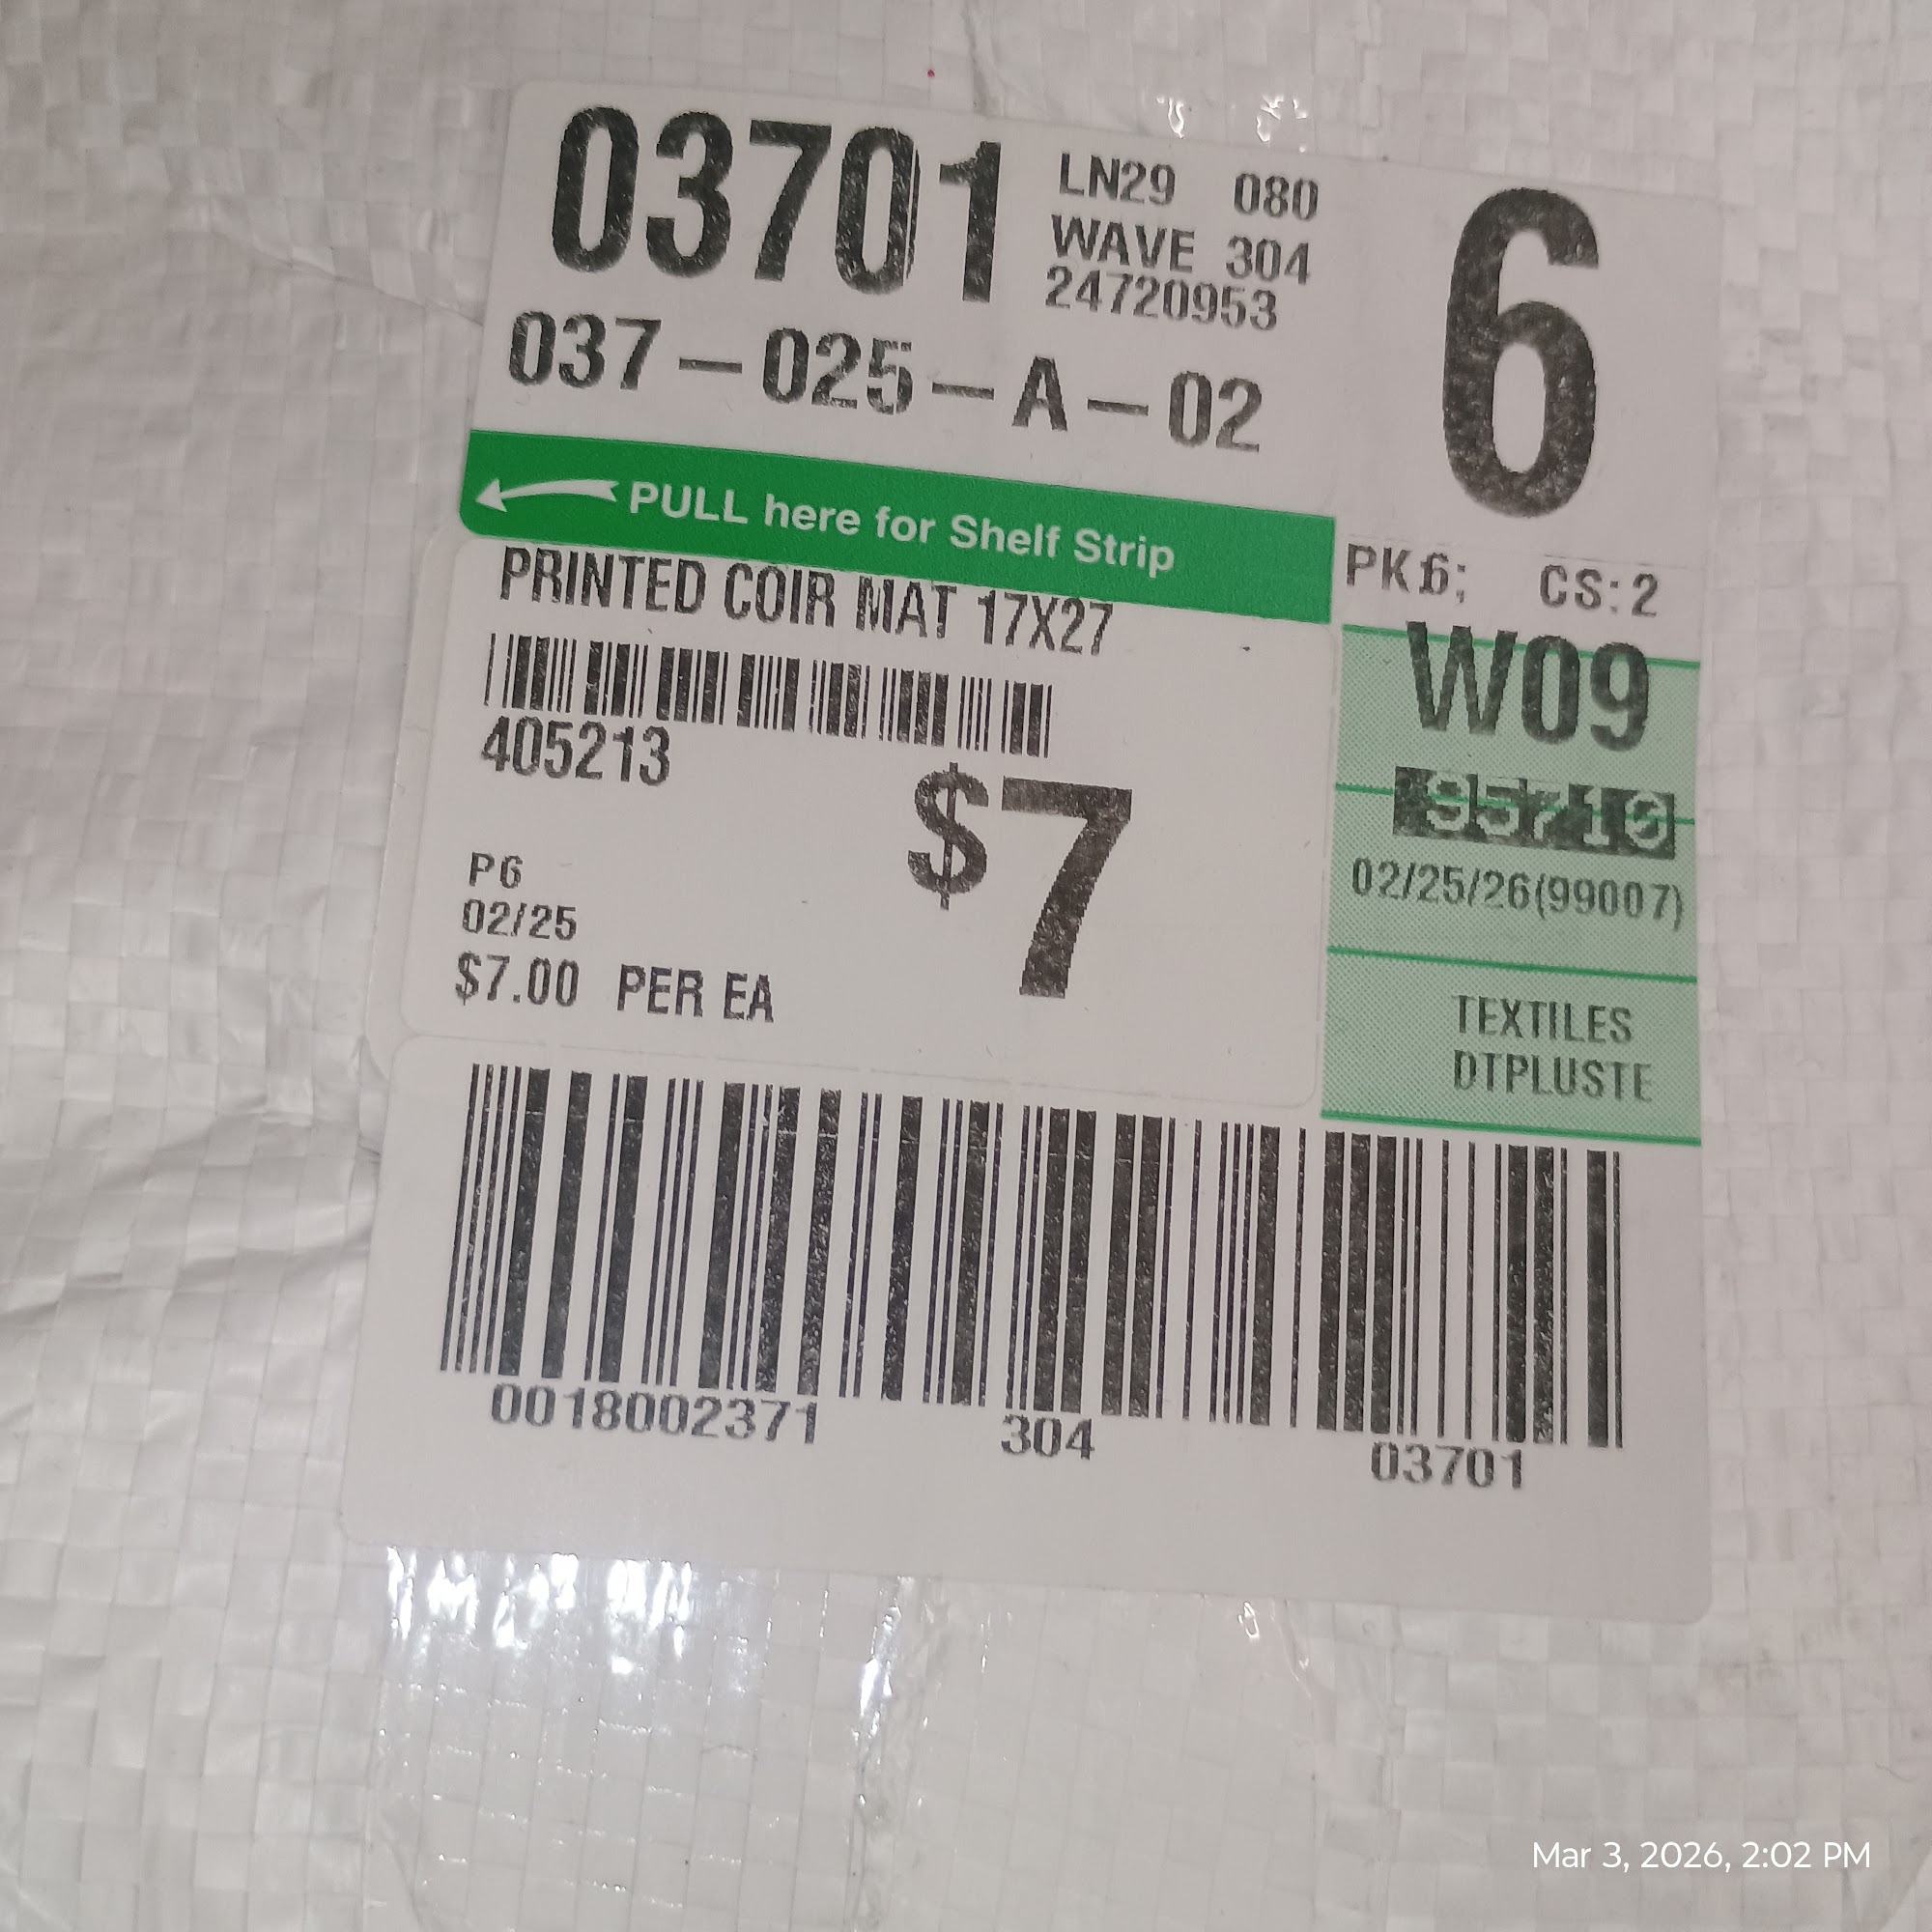 03701
LN29 080
WAVE 304
24720953
6
037-025-A-02
PULL here for Shelf Strip
PK6; CS:2
PRINTED COIR MAT 17X27
W09
405213
$7
02/25/26(99007)
P6
02/25
$7.00 PER EA
TEXTILES
DTPLUSTE
0018002371 304 03701
Mar 3, 2026, 2:02 PM